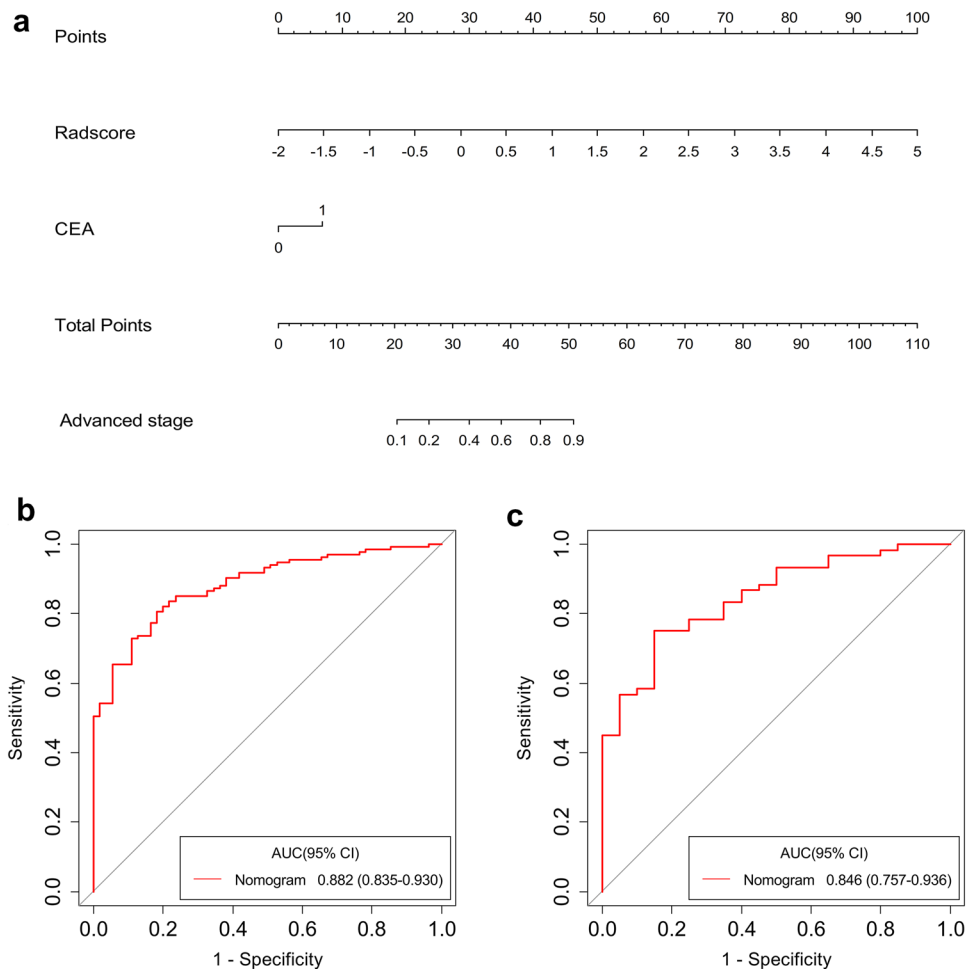 a
Points
0 10 20 30 40 50 60 70 80 90 100
Radscore
-2 -1.5 -1 -0.5 0 0.5 1 1.5 2 2.5 3 3.5 4 4.5 5
1
CEA
0
Total Points
0 10 20 30 40 50 60 70 80 90 100 110
Advanced stage
0.1 0.2 0.4 0.6 0.8 0.9
b
Sensitivity
1.0
0.8
0.6
0.4
0.2
0.0
AUC(95% CI)
Nomogram 0.882 (0.835-0.930)
0.0 0.2 0.4 0.6 0.8 1.0
1 - Specificity
c
Sensitivity
1.0
0.8
0.6
0.4
0.2
0.0
AUC(95% CI)
Nomogram 0.846 (0.757-0.936)
0.0 0.2 0.4 0.6 0.8 1.0
1 - Specificity